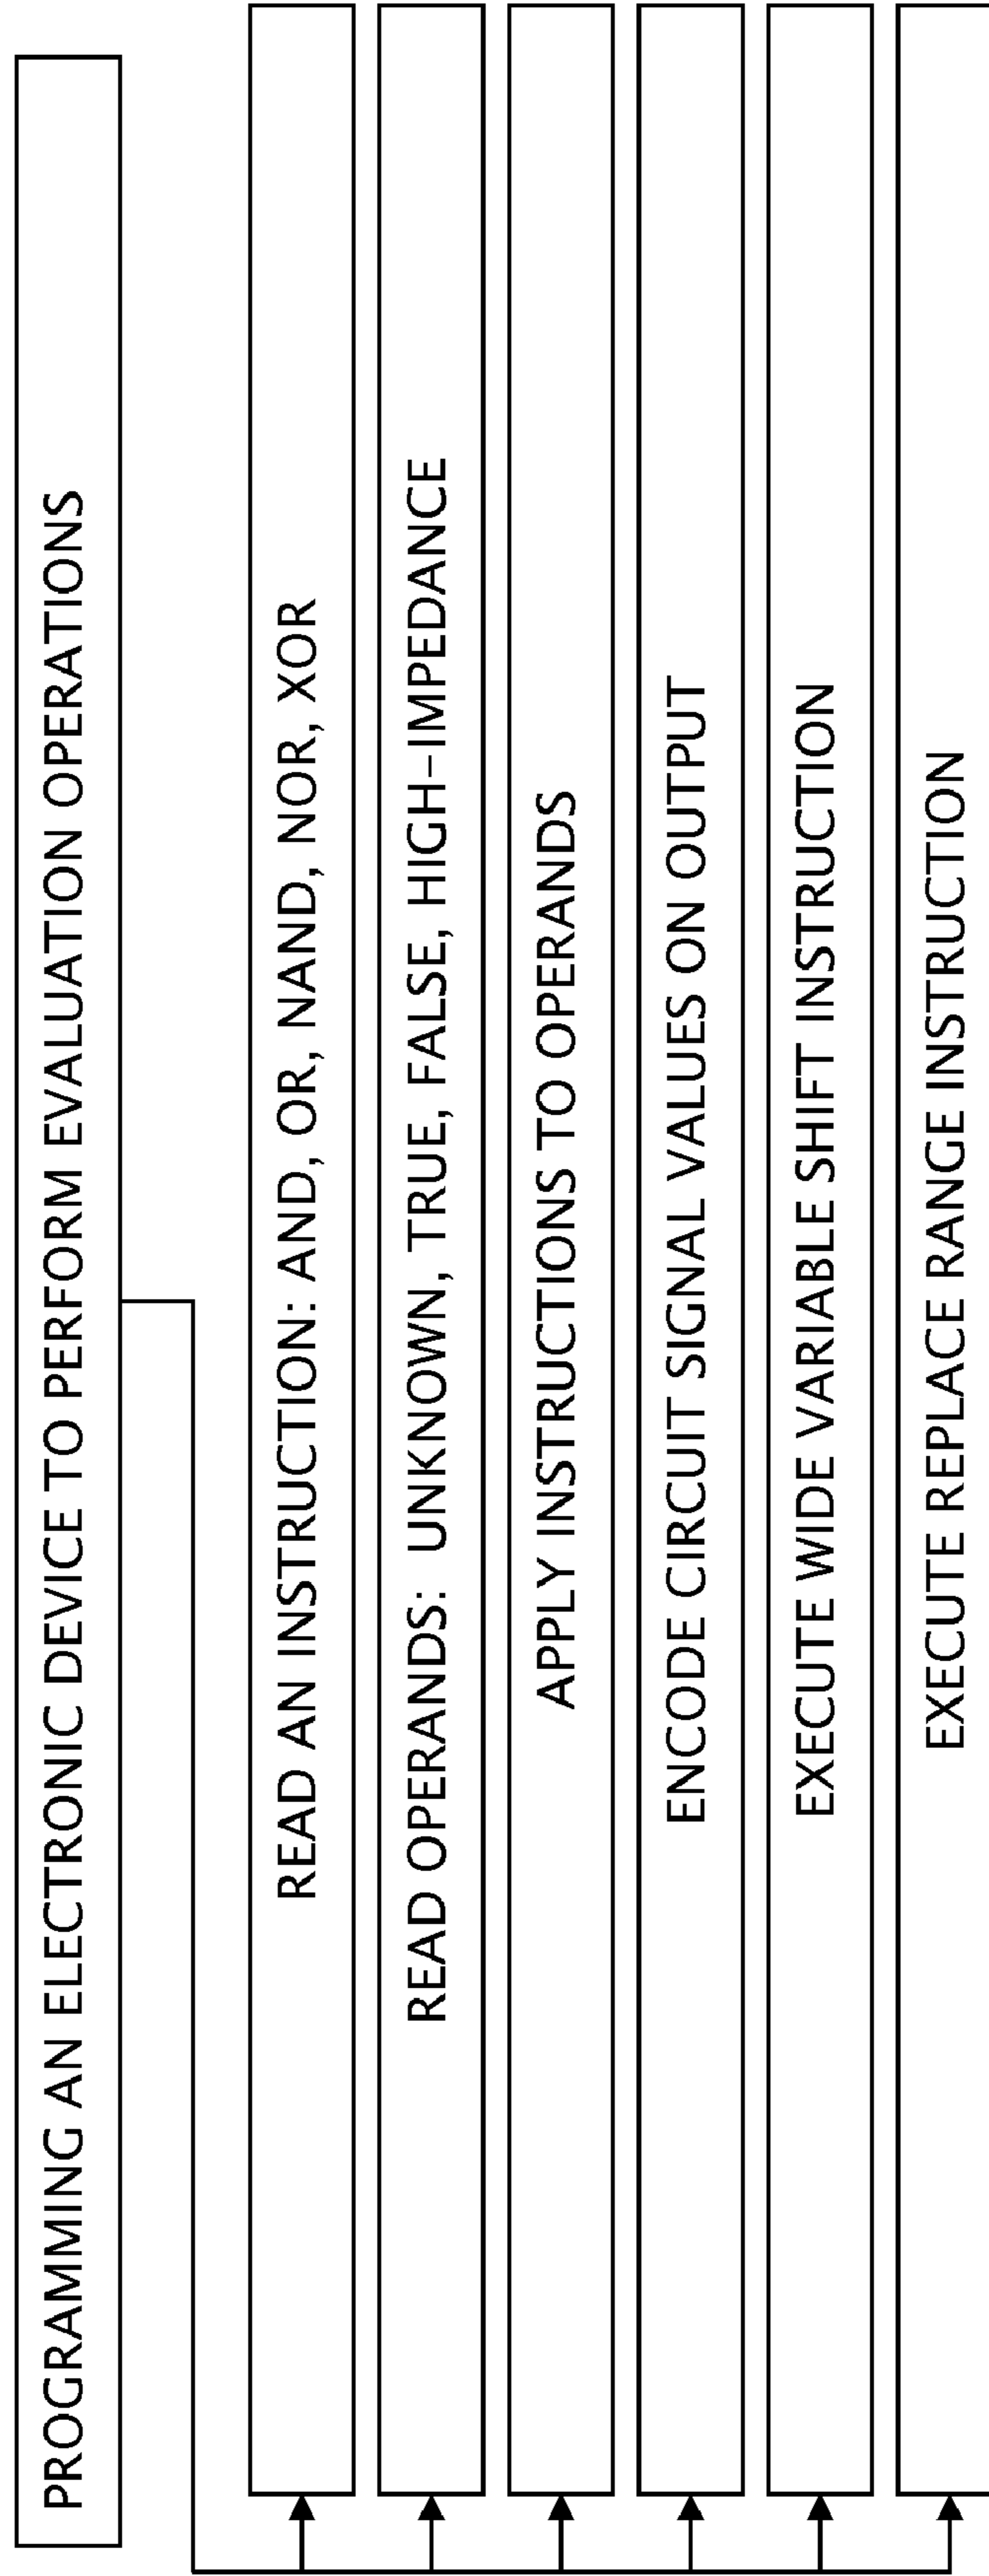 PROGRAMMING AN ELECTRONIC DEVICE TO PERFORM EVALUATION OPERATIONS
READ AN INSTRUCTION: AND, OR, NAND, NOR, XOR
READ OPERANDS: UNKNOWN, TRUE, FALSE, HIGH–IMPEDANCE
APPLY INSTRUCTIONS TO OPERANDS
ENCODE CIRCUIT SIGNAL VALUES ON OUTPUT
EXECUTE WIDE VARIABLE SHIFT INSTRUCTION
EXECUTE REPLACE RANGE INSTRUCTION